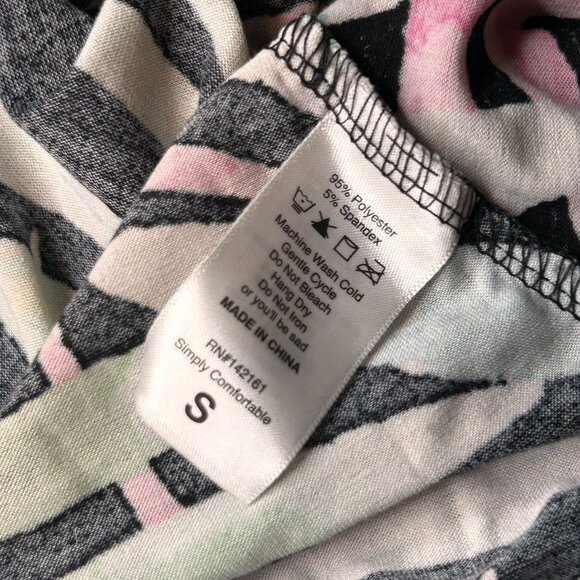 95% Polyester
5% Spandex
Machine Wash Cold
Gentle Cycle
Do Not Bleach
Hang Dry
Do Not Iron
or you'll be sad
MADE IN CHINA
RN#142161
Simply Comfortable
S